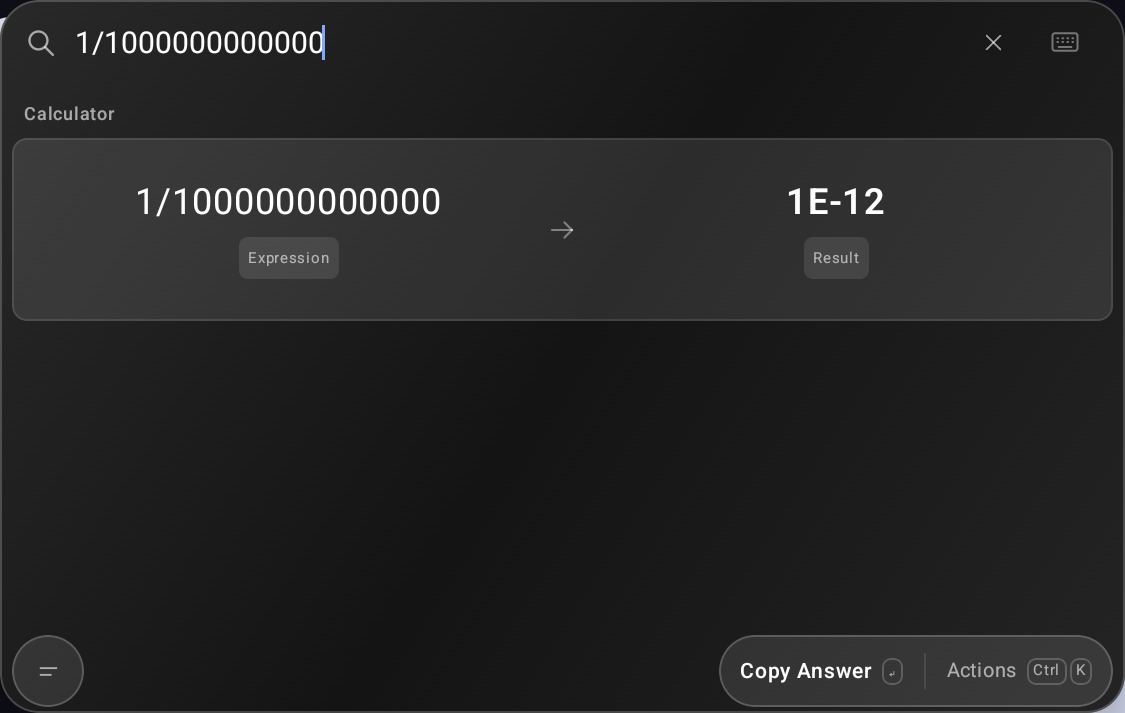 1/1000000000000
Calculator
1/1000000000000
Expression
→
1E-12
Result
Copy Answer ↲
Actions Ctrl K